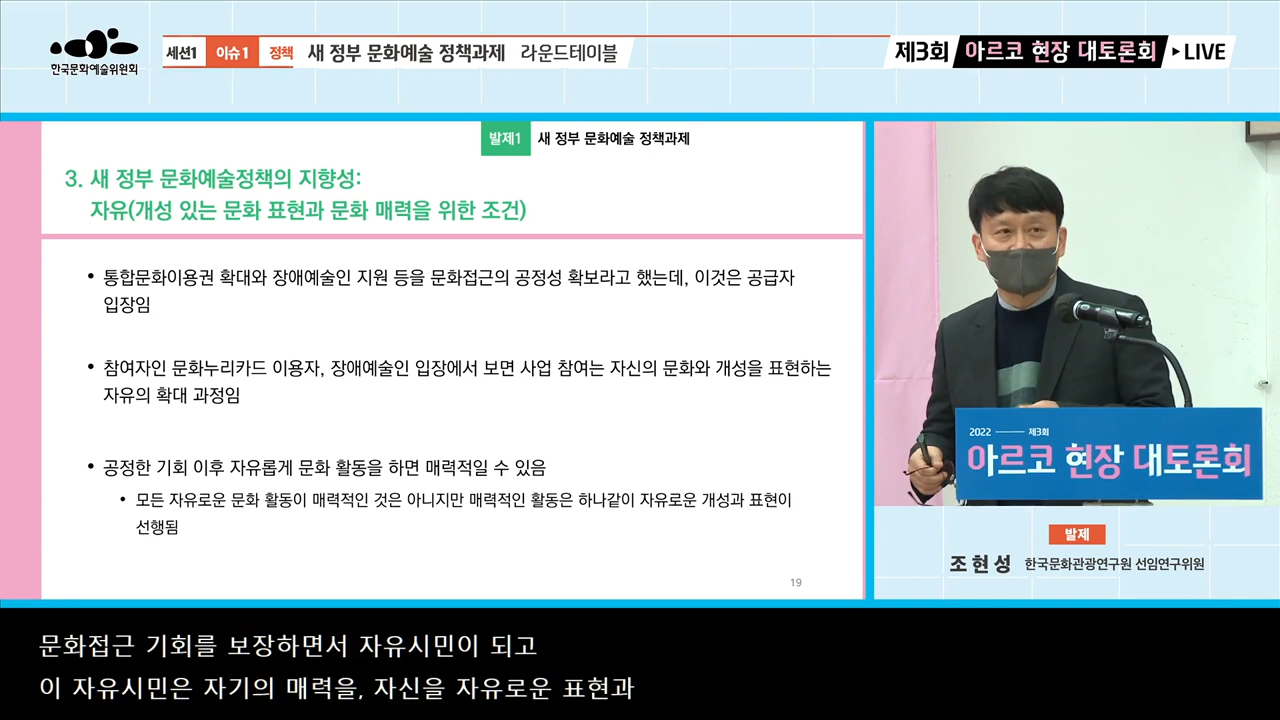 한국문화예술위원회
세션1 이슈1 정책 새 정부 문화예술 정책과제 라운드테이블
제3회 아르코 현장 대토론회 ▸LIVE
발제1 새 정부 문화예술 정책과제
3. 새 정부 문화예술정책의 지향성:
자유(개성 있는 문화 표현과 문화 매력을 위한 조건)
• 통합문화이용권 확대와 장애예술인 지원 등을 문화접근의 공정성 확보라고 했는데, 이것은 공급자
입장임
• 참여자인 문화누리카드 이용자, 장애예술인 입장에서 보면 사업 참여는 자신의 문화와 개성을 표현하는
자유의 확대 과정임
• 공정한 기회 이후 자유롭게 문화 활동을 하면 매력적일 수 있음
• 모든 자유로운 문화 활동이 매력적인 것은 아니지만 매력적인 활동은 하나같이 자유로운 개성과 표현이
선행됨
19
2022 제3회
아르코 현장 대토론회
발제
조현성 한국문화관광연구원 선임연구위원
문화접근 기회를 보장하면서 자유시민이 되고
이 자유시민은 자기의 매력을, 자신을 자유로운 표현과